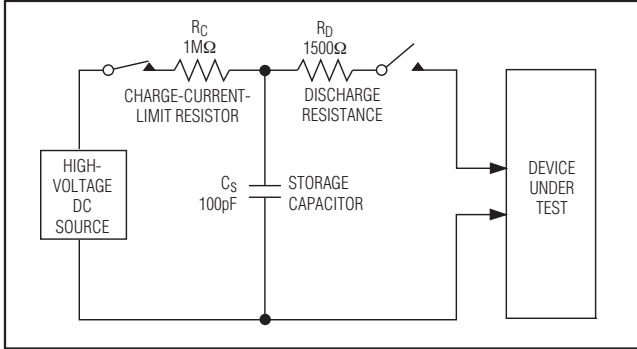 RC
1MΩ
CHARGE-CURRENT-
LIMIT RESISTOR
RD
1500Ω
DISCHARGE
RESISTANCE
HIGH-
VOLTAGE
DC
SOURCE
CS
100pF
STORAGE
CAPACITOR
DEVICE
UNDER
TEST